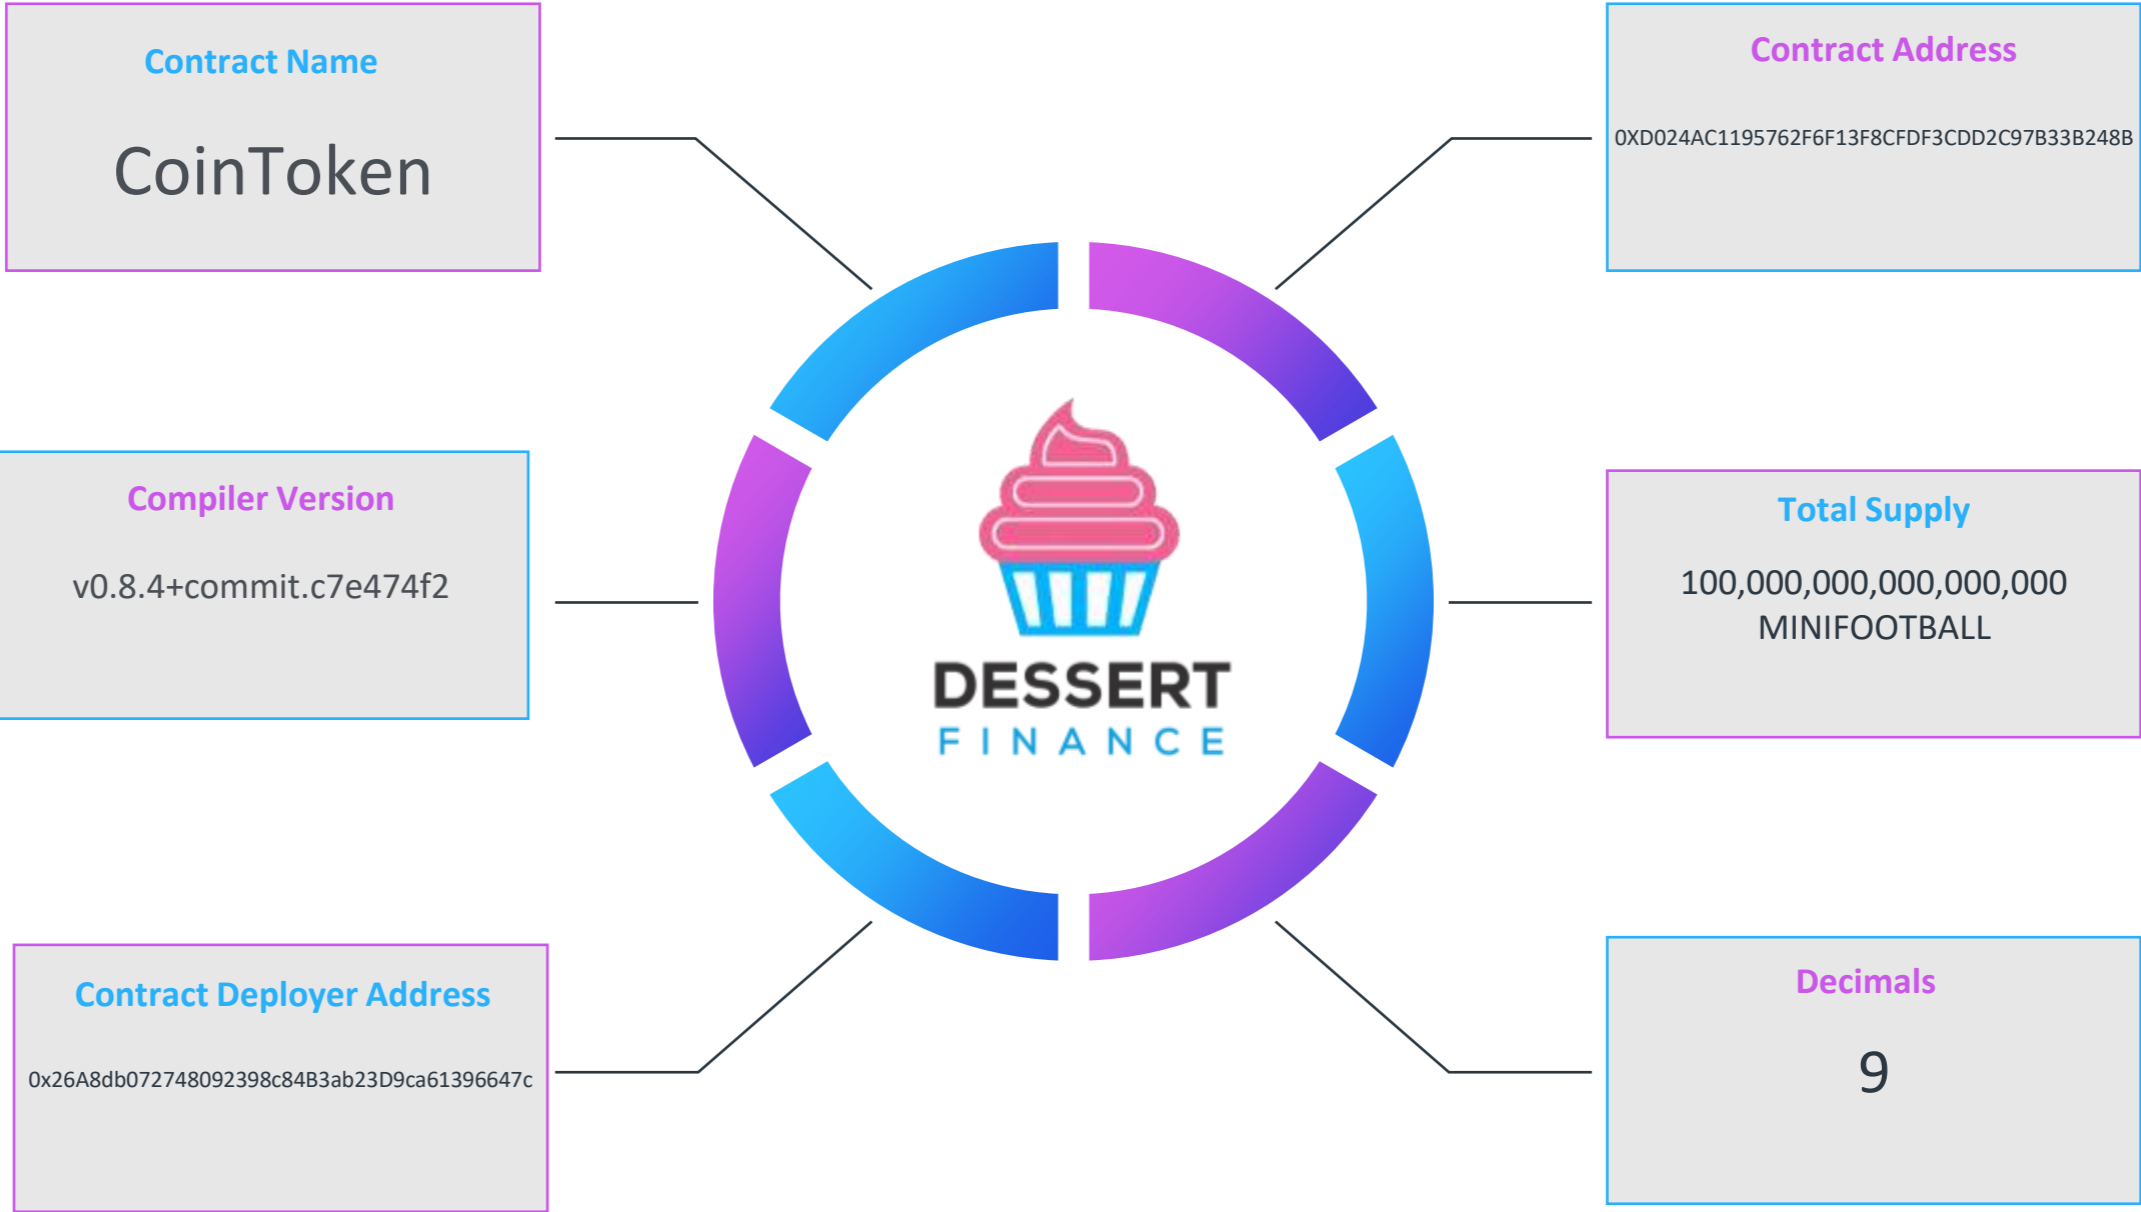 Contract Name
CoinToken
Contract Address
0XD024AC1195762F6F13F8CFDF3CDD2C97B33B248B
Compiler Version
v0.8.4+commit.c7e474f2
DESSERT
FINANCE
Total Supply
100,000,000,000,000,000
MINIFOOTBALL
Contract Deployer Address
0x26A8db072748092398c84B3ab23D9ca61396647c
Decimals
9